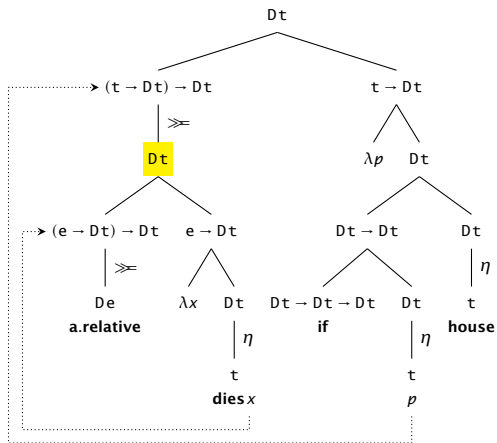 Dt
(t → Dt) → Dt t → Dt
≫=
Dt λp Dt
(e → Dt) → Dt e → Dt Dt → Dt Dt
≫= η
De λx Dt Dt → Dt → Dt Dt t
a.relative if house
η η
t t
dies x p